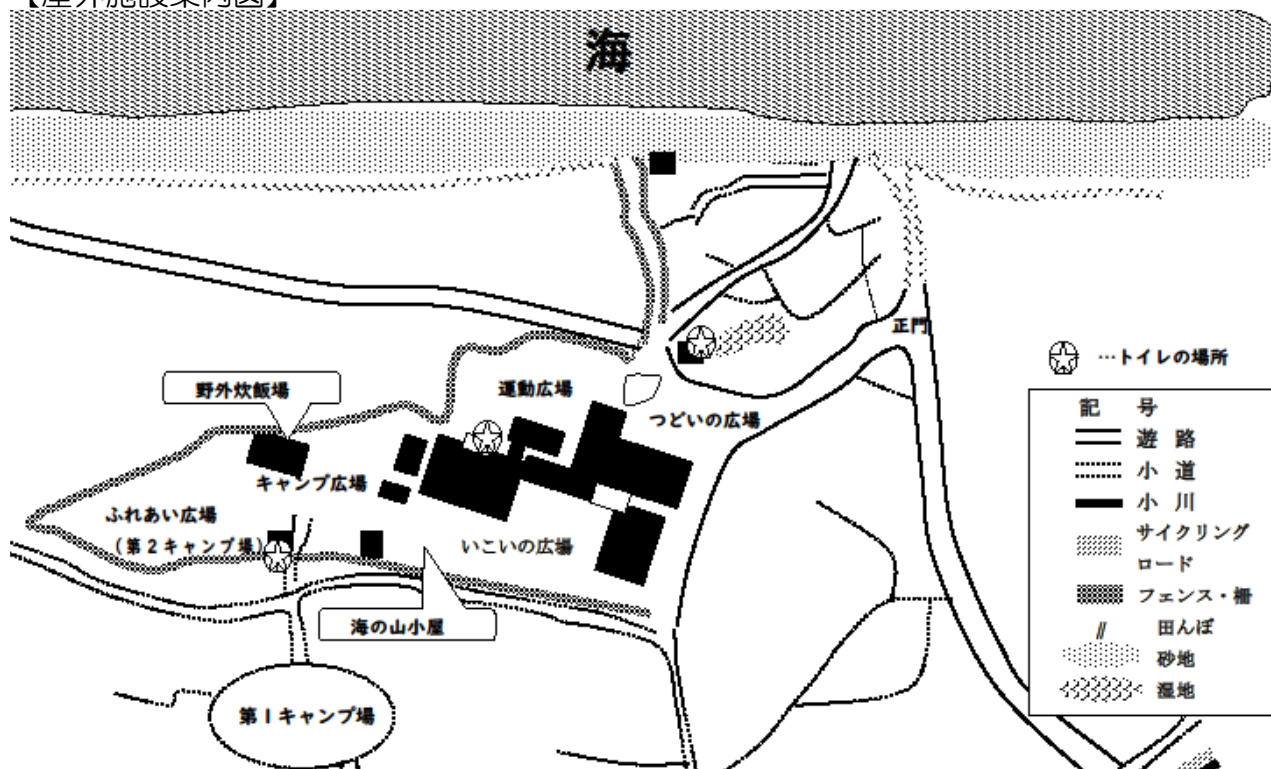 【屋外施設案内図】
海
正門
…トイレの場所
野外炊飯場
運動広場
つどいの広場
キャンプ広場
ふれあい広場
(第2キャンプ場)
いこいの広場
海の山小屋
第1キャンプ場
記 号
遊 路
小 道
小 川
サイクリング
ロード
フェンス・柵
田んぼ
砂地
湿地